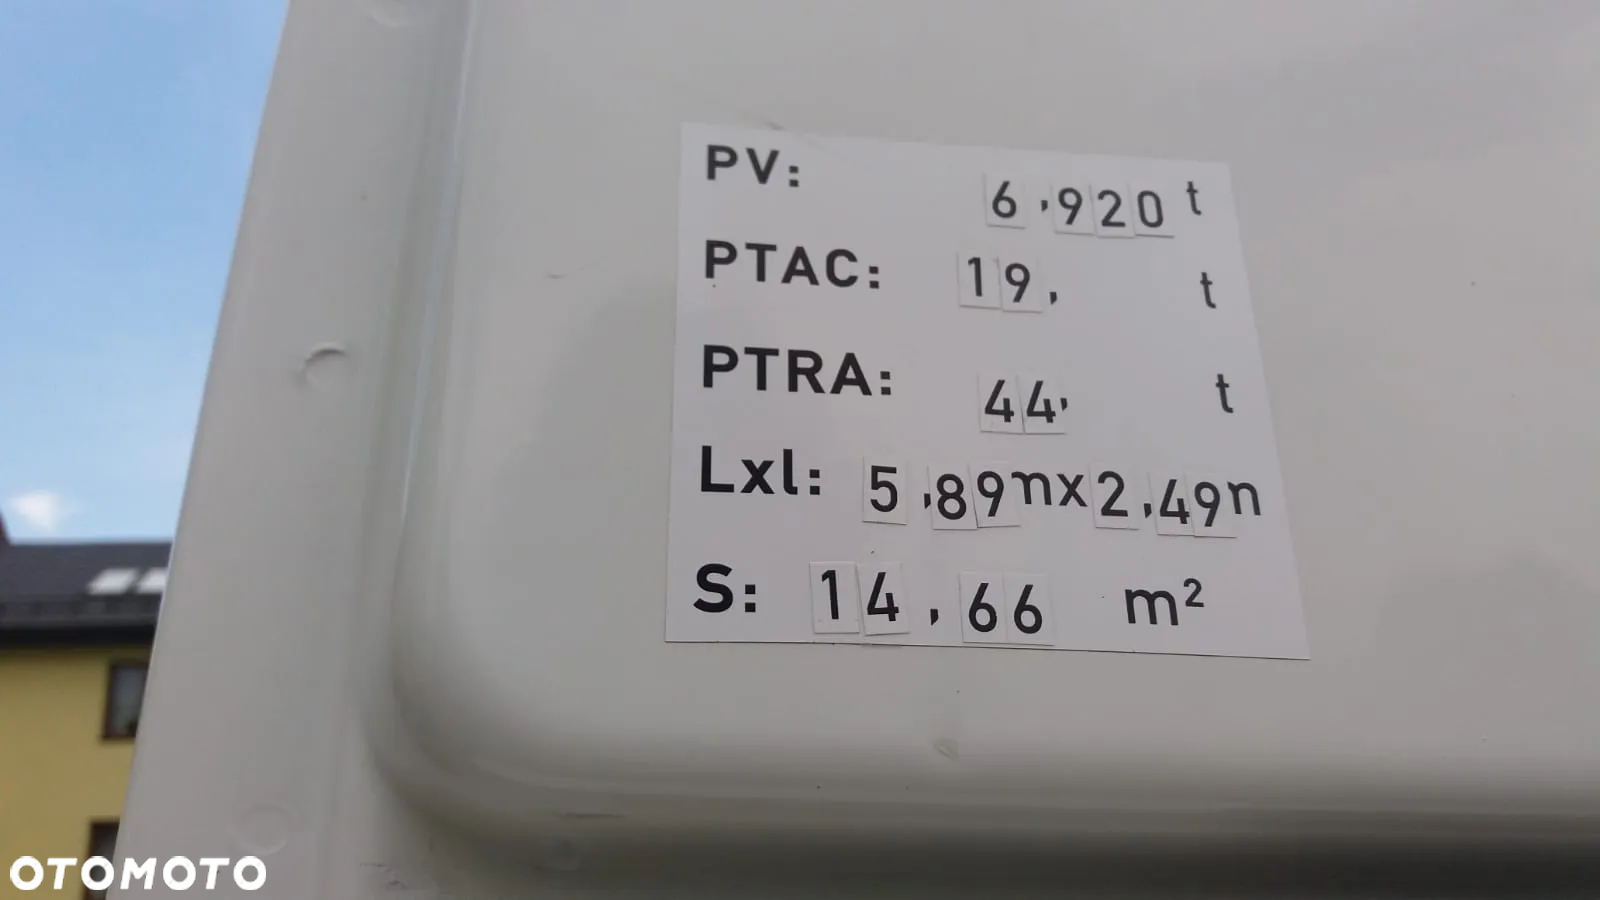 PV: 6,920 t
PTAC: 19, t
PTRA: 44, t
Lxl: 5,89m x 2,49m
S: 14,66 m²
OTOMOTO